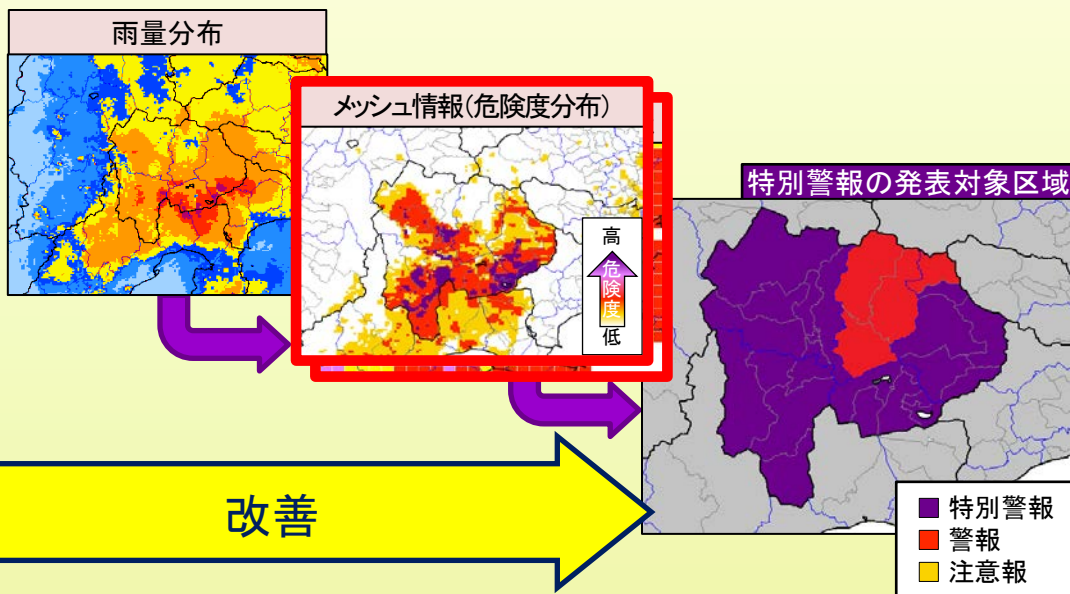 雨量分布
メッシュ情報(危険度分布)
高
危険度
低
特別警報の発表対象区域
改善
特別警報
警報
注意報